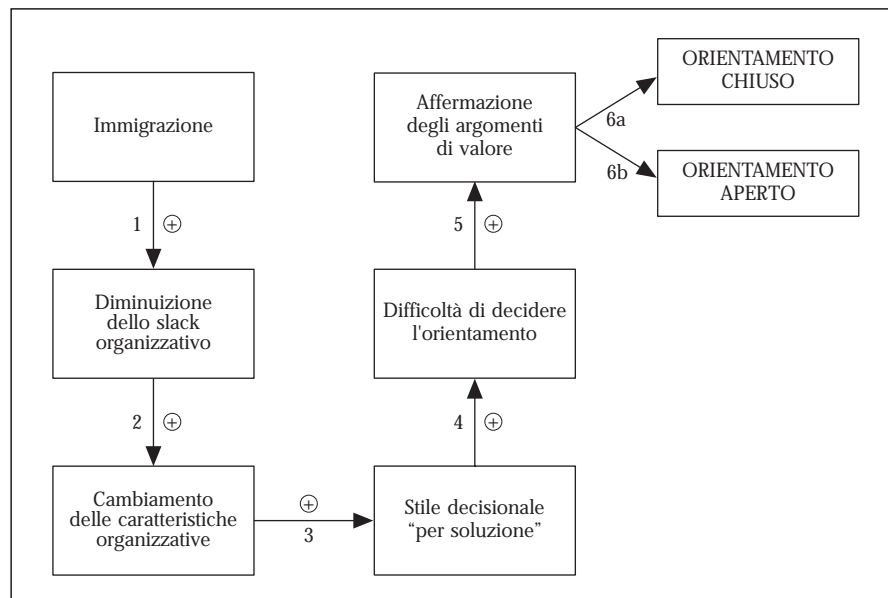 Immigrazione
1 ⊕
Diminuizione
dello slack
organizzativo
2 ⊕
Cambiamento
delle caratteristiche
organizzative
⊕
3
Stile decisionale
“per soluzione”
4 ⊕
Difficoltà di decidere
l'orientamento
5 ⊕
Affermazione
degli argomenti
di valore
6a
ORIENTAMENTO
CHIUSO
6b
ORIENTAMENTO
APERTO